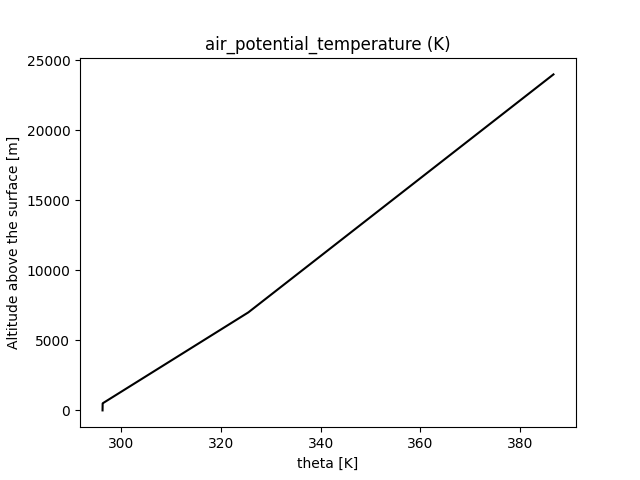 air_potential_temperature (K)
25000
20000
15000
10000
5000
0
Altitude above the surface [m]
300 320 340 360 380
theta [K]